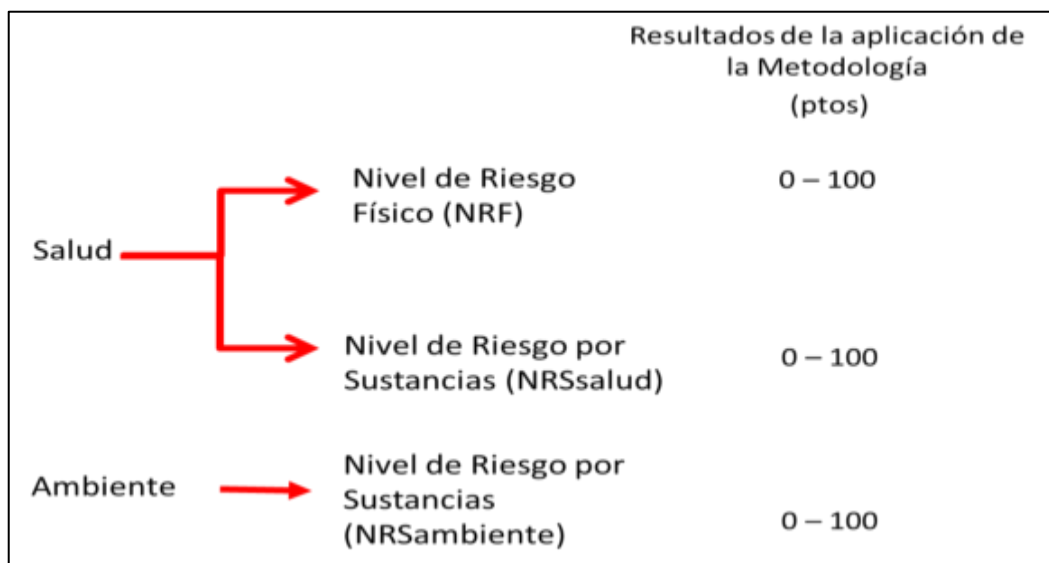 Resultados de la aplicación de
la Metodología
(ptos)
Salud
Nivel de Riesgo
Físico (NRF)
0 – 100
Nivel de Riesgo por
Sustancias (NRSsalud)
0 – 100
Ambiente
Nivel de Riesgo por
Sustancias
(NRSambiente)
0 – 100